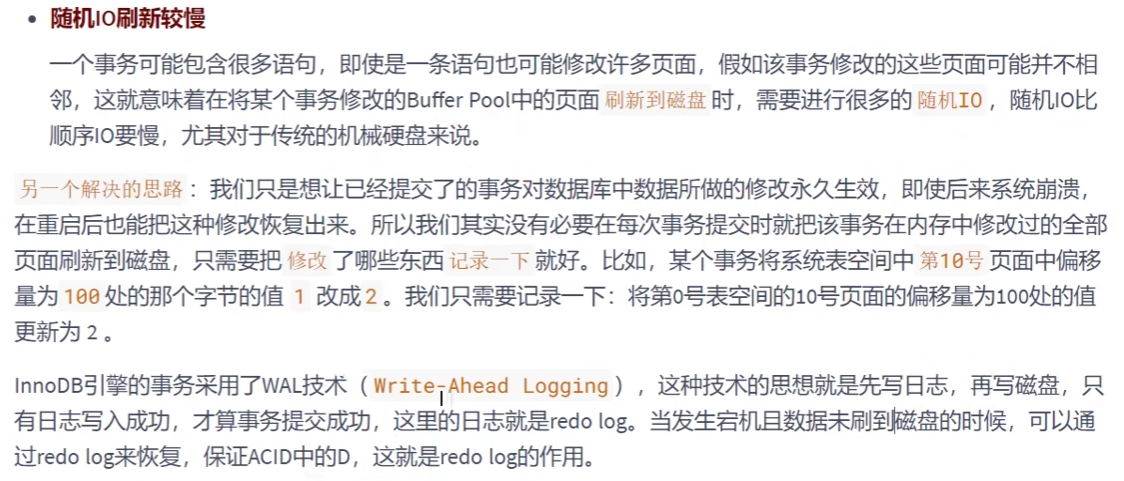 随机IO刷新较慢
一个事务可能包含很多语句，即使是一条语句也可能修改许多页面，假如该事务修改的这些页面可能并不相
邻，这就意味着在将某个事务修改的Buffer Pool中的页面 刷新到磁盘 时，需要进行很多的 随机IO ，随机IO比
顺序IO要慢，尤其对于传统的机械硬盘来说。
另一个解决的思路 ：我们只是想让已经提交了的事务对数据库中数据所做的修改永久生效，即使后来系统崩溃，
在重启后也能把这种修改恢复出来。所以我们其实没有必要在每次事务提交时就把该事务在内存中修改过的全部
页面刷新到磁盘，只需要把 修改 了哪些东西 记录一下 就好。比如，某个事务将系统表空间中 第10号 页面中偏移
量为 100 处的那个字节的值 1 改成 2 。我们只需要记录一下：将第0号表空间的10号页面的偏移量为100处的值
更新为 2 。
InnoDB引擎的事务采用了WAL技术（ Write-Ahead Logging ），这种技术的思想就是先写日志，再写磁盘，只
有日志写入成功，才算事务提交成功，这里的日志就是redo log。当发生宕机且数据未刷到磁盘的时候，可以通
过redo log来恢复，保证ACID中的D，这就是redo log的作用。